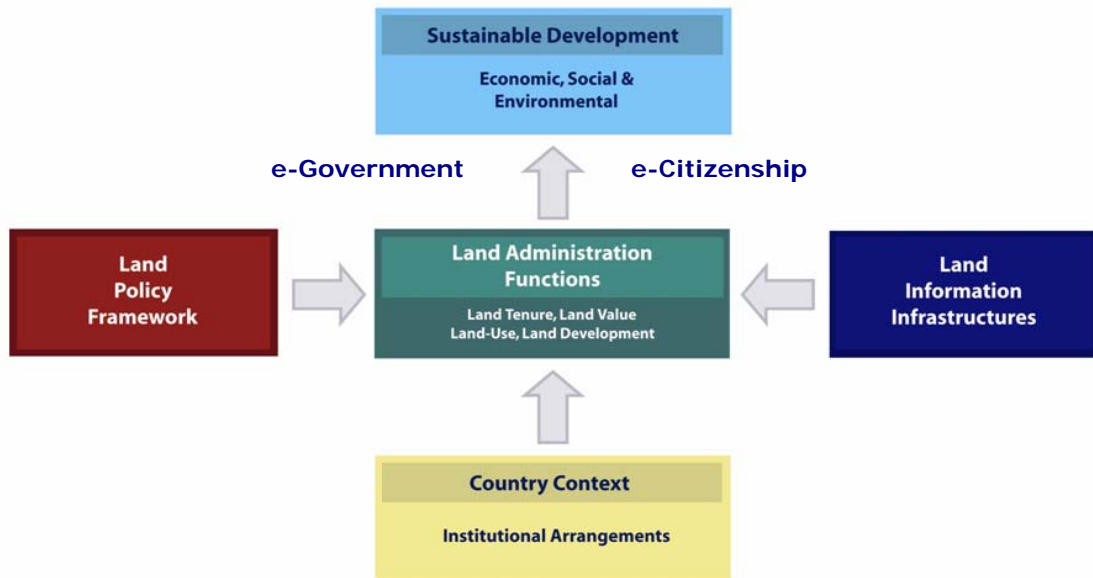 Sustainable Development
Economic, Social &
Environmental
e-Government
e-Citizenship
Land
Policy
Framework
Land Administration
Functions
Land Tenure, Land Value
Land-Use, Land Development
Land
Information
Infrastructures
Country Context
Institutional Arrangements